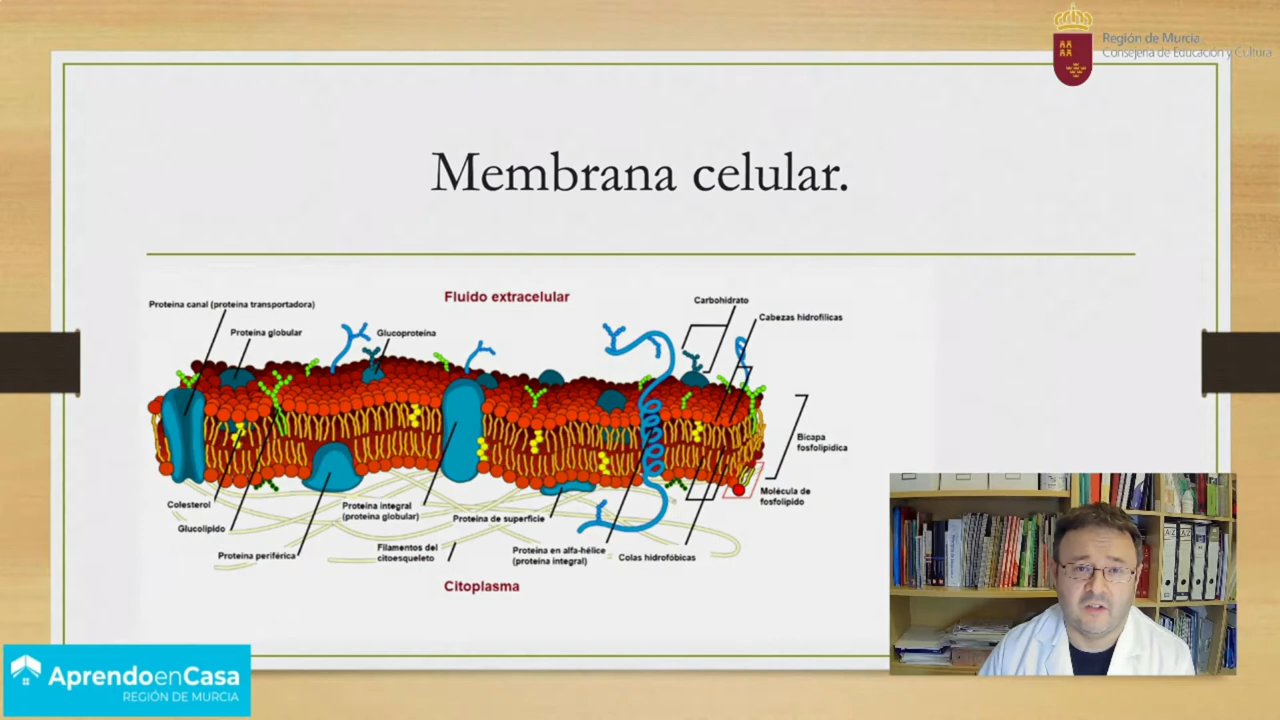 Región de Murcia
Consejería de Educación y Cultura
Membrana celular.
Fluido extracelular
Proteína canal (proteína transportadora)
Proteína globular
Glucoproteína
Carbohidrato
Cabezas hidrofílicas
Bicapa
fosfolipídica
Molécula de
fosfolípido
Colesterol
Glucolípido
Proteína periférica
Proteína integral
(proteína globular)
Filamentos del
citoesqueleto
Proteína de superficie
Proteína en alfa-hélice
(proteína integral)
Colas hidrofóbicas
Citoplasma
AprendoenCasa
REGIÓN DE MURCIA